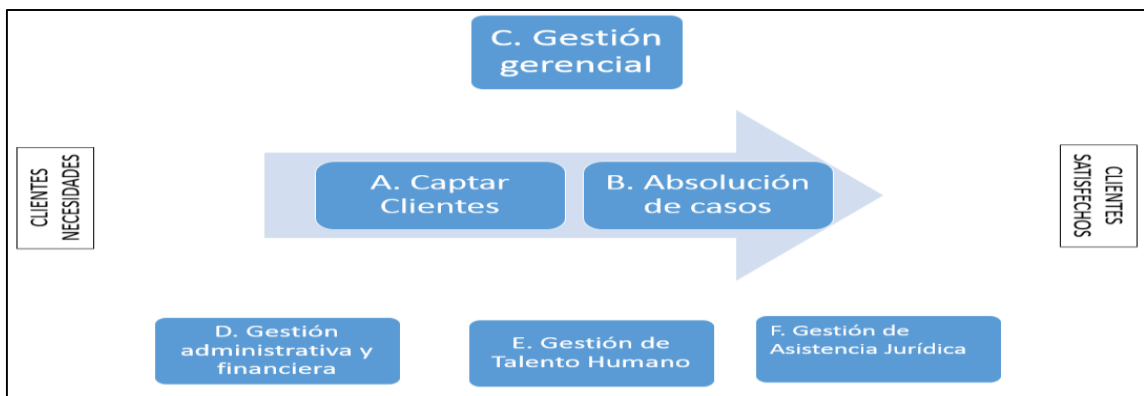 C. Gestión
gerencial
CLIENTES
NECESIDADES
A. Captar
Clientes
B. Absolución
de casos
CLIENTES
SATISFECHOS
D. Gestión
administrativa y
financiera
E. Gestión de
Talento Humano
F. Gestión de
Asistencia Jurídica